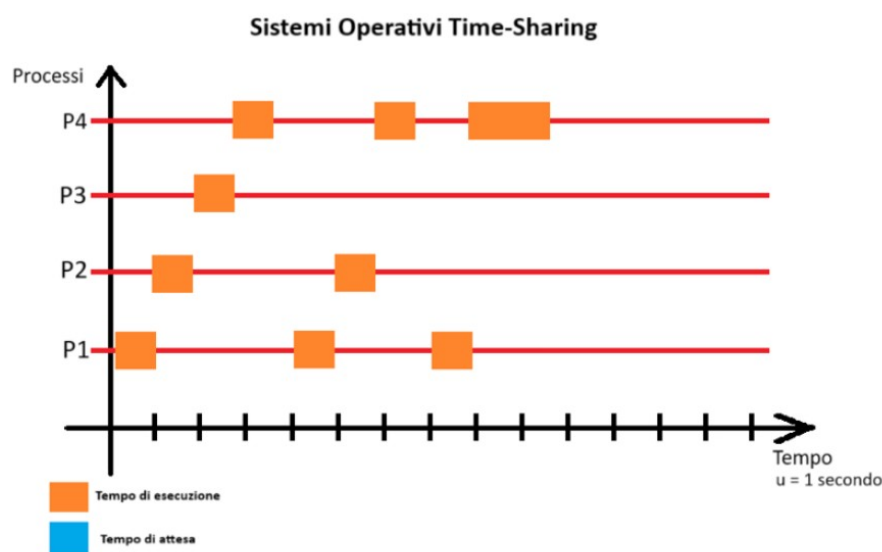 Sistemi Operativi Time-Sharing
Processi
P4
P3
P2
P1
Tempo
u = 1 secondo
Tempo di esecuzione
Tempo di attesa